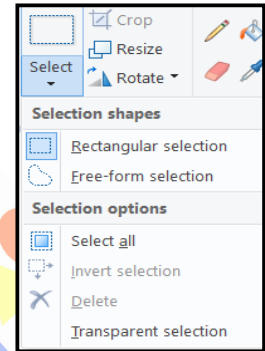 Crop
Resize
Select
Rotate
Selection shapes
Rectangular selection
Free-form selection
Selection options
Select all
Invert selection
Delete
Transparent selection